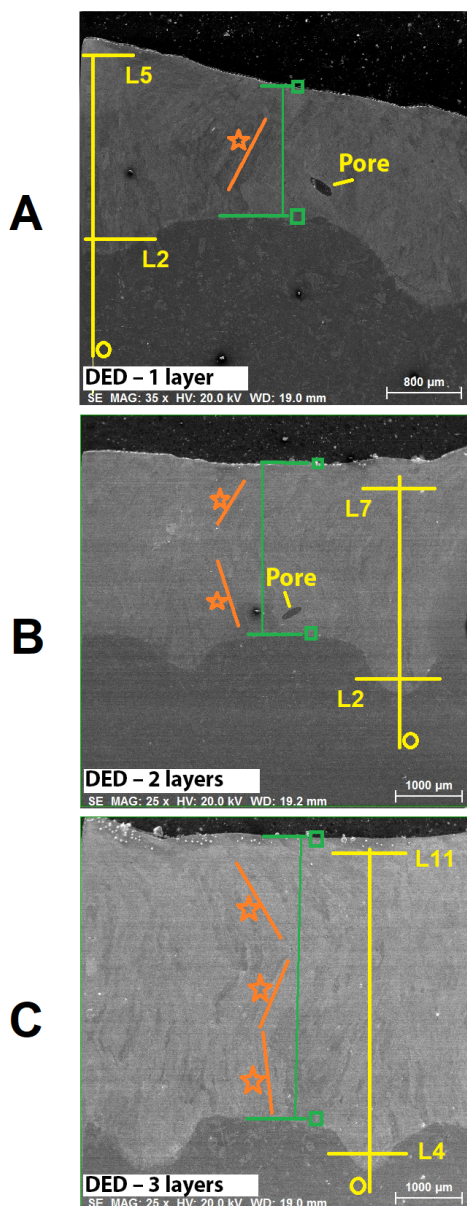 A
L5
Pore
L2
DED – 1 layer
800 µm
SE MAG: 35 x HV: 20.0 kV WD: 19.0 mm
B
L7
Pore
L2
DED – 2 layers
1000 µm
SE MAG: 25 x HV: 20.0 kV WD: 19.2 mm
C
L11
L4
DED – 3 layers
1000 µm
SE MAG: 25 x HV: 20.0 kV WD: 19.0 mm